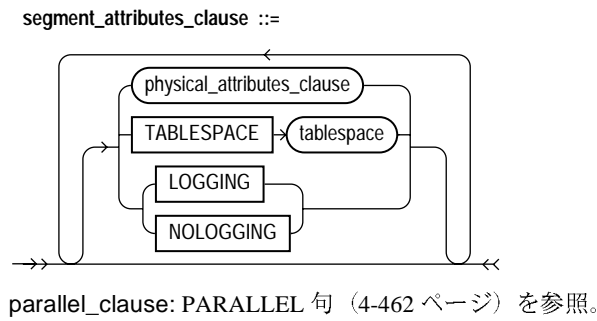 segment_attributes_clause ::=
physical_attributes_clause
TABLESPACE tablespace
LOGGING
NOLOGGING
parallel_clause: PARALLEL 句（4-462 ページ）を参照。